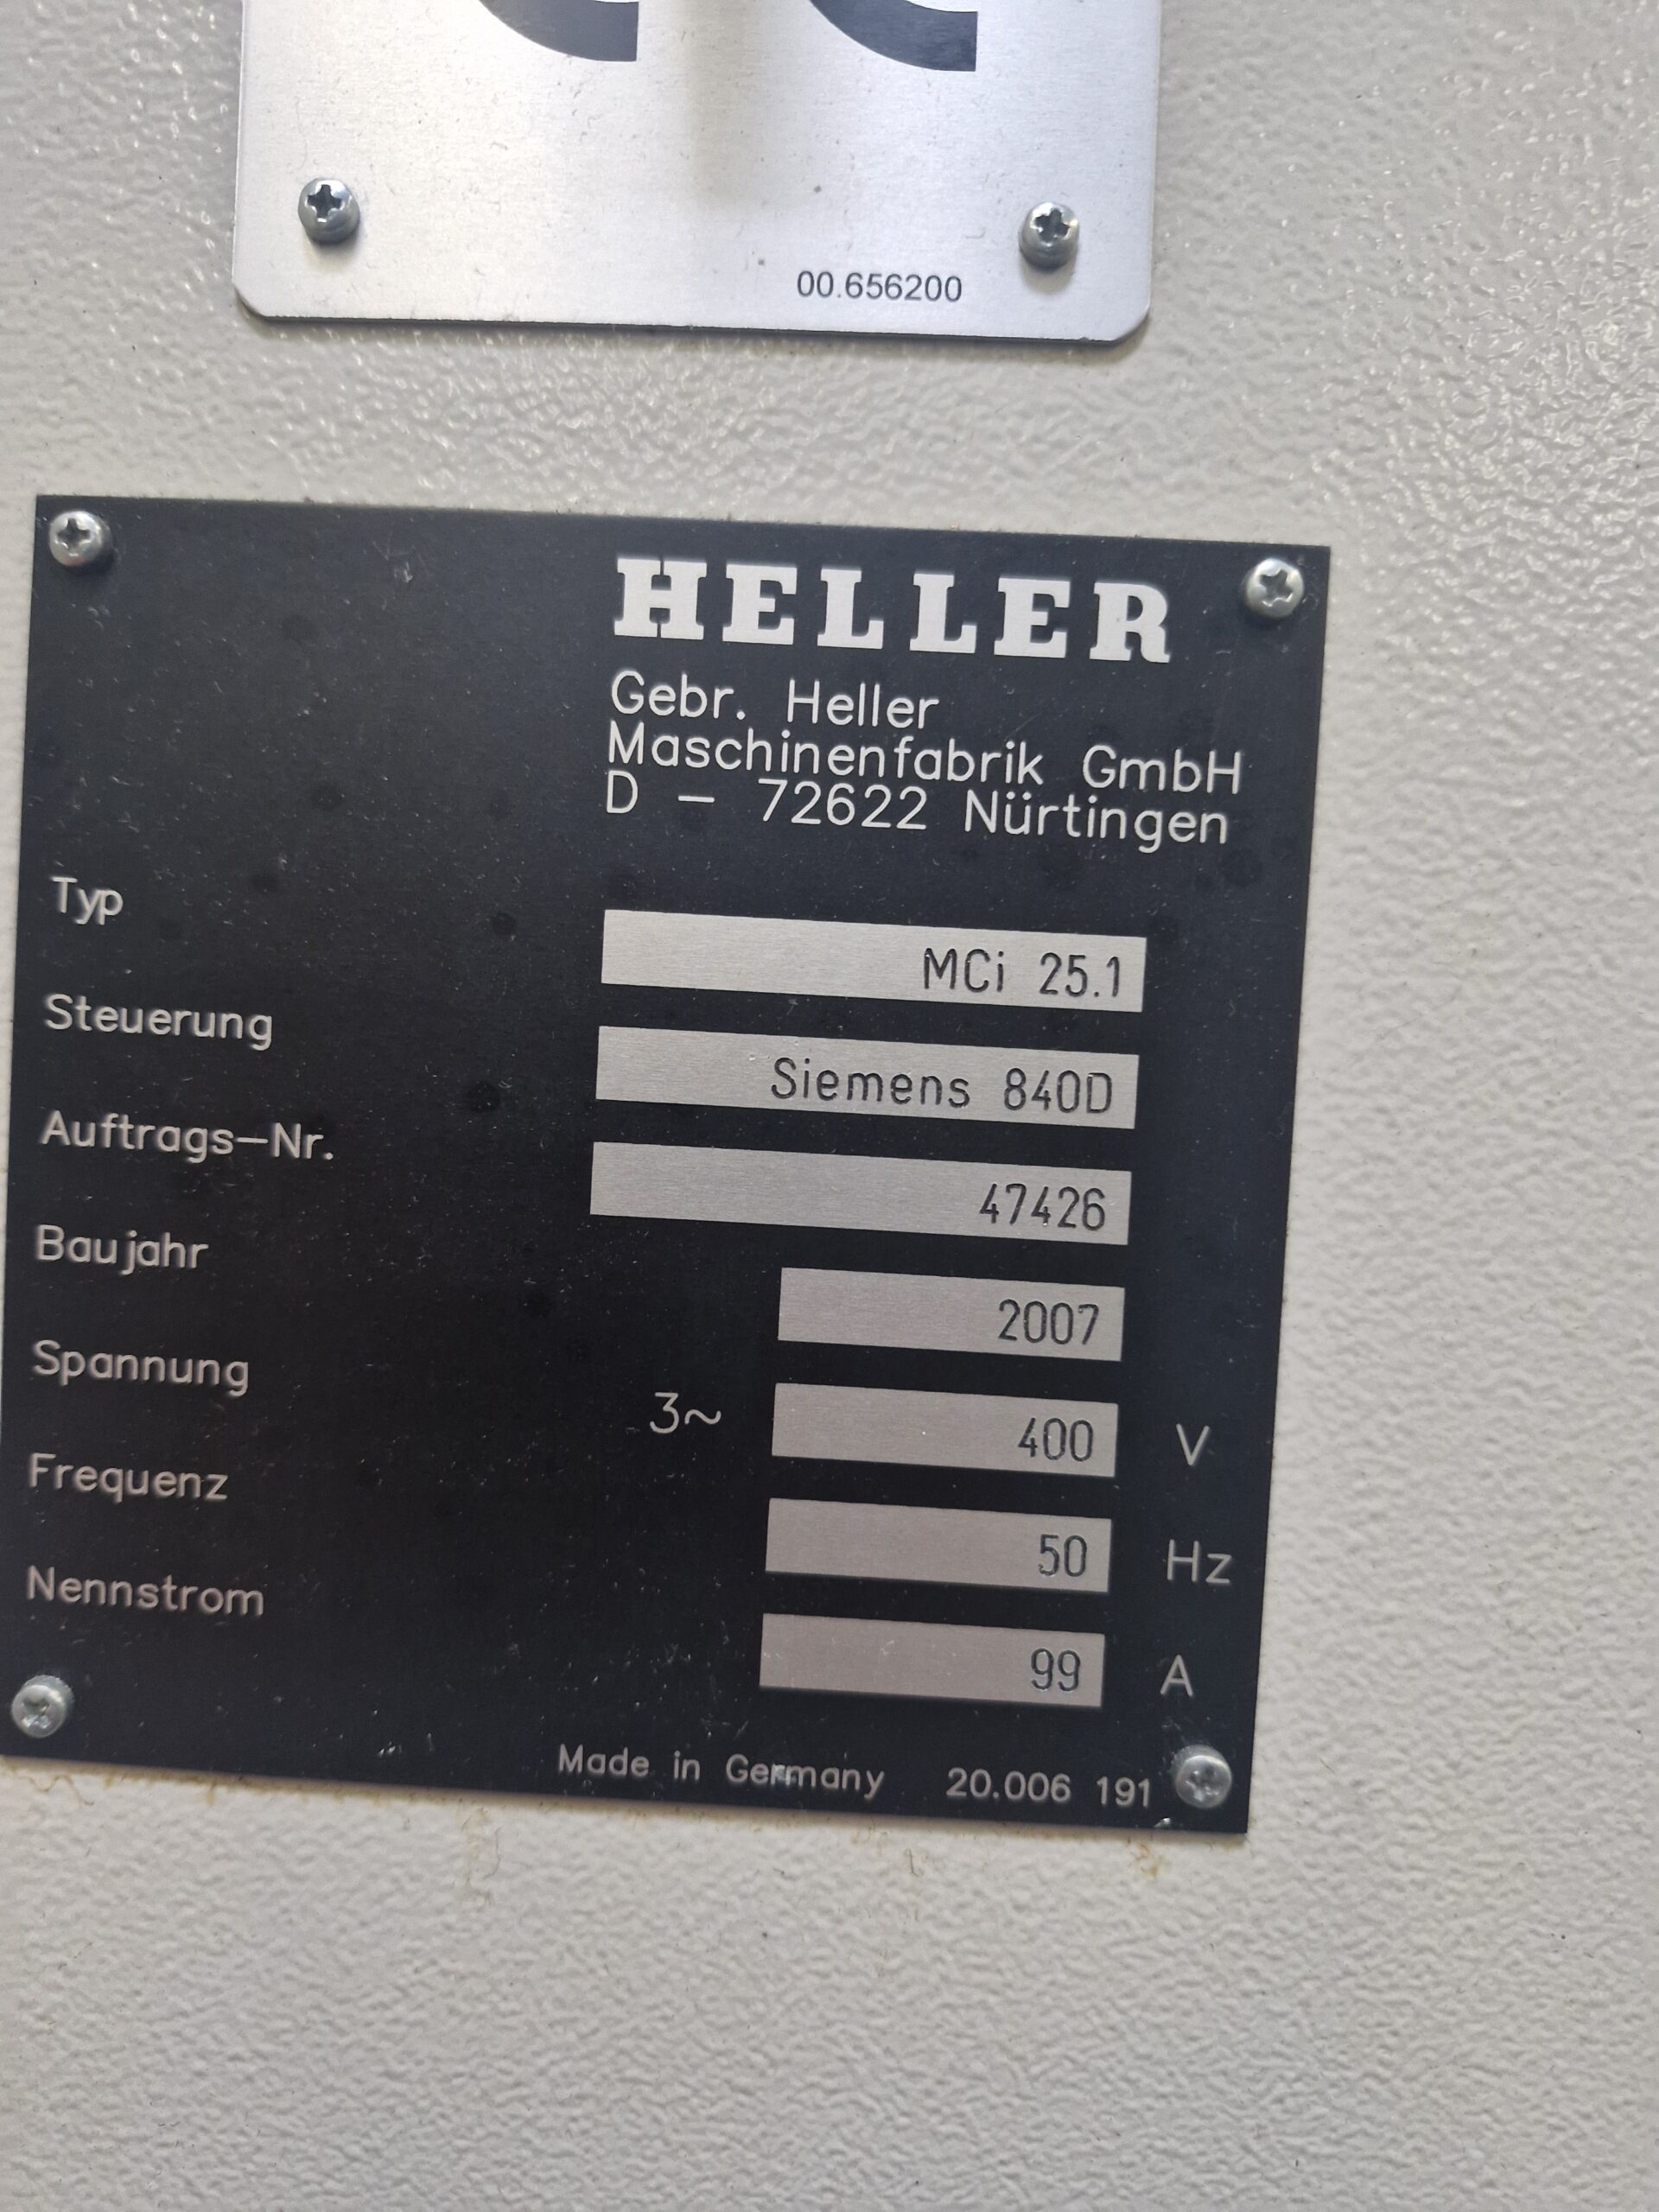 00.656200
HELLER
Gebr. Heller
Maschinenfabrik GmbH
D - 72622 Nürtingen
Typ MCi 25.1
Steuerung Siemens 840D
Auftrags-Nr. 47426
Baujahr 2007
Spannung 3~ 400 V
Frequenz 50 Hz
Nennstrom 99 A
Made in Germany 20.006 191